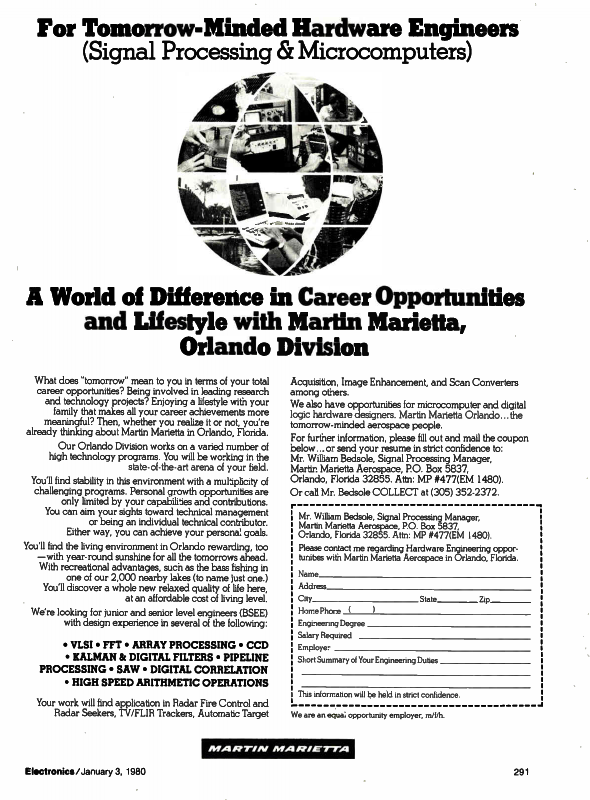 For Tomorrow-Minded Hardware Engineers
(Signal Processing & Microcomputers)
A World of Difference in Career Opportunities
and Lifestyle with Martin Marietta,
Orlando Division
What does "tomorrow" mean to you in terms of your total
career opportunities? Being involved in leading research
and technology projects? Enjoying a lifestyle with your
family that makes all your career achievements more
meaningful? Then, whether you realize it or not, you're
already thinking about Martin Marietta in Orlando, Florida.
Our Orlando Division works on a varied number of
high technology programs. You will be working in the
state-of-the-art arena of your field.
You'll find stability in this environment with a multiplicity of
challenging programs. Personal growth opportunities are
only limited by your capabilities and contributions.
You can aim your sights toward technical management
or being an individual technical contributor.
Either way, you can achieve your personal goals.
You'll find the living environment in Orlando rewarding, too
—with year-round sunshine for all the tomorrows ahead.
With recreational advantages, such as the bass fishing in
one of our 2,000 nearby lakes (to name just one.)
You'll discover a whole new relaxed quality of life here,
at an affordable cost of living level.
We're looking for junior and senior level engineers (BSEE)
with design experience in several of the following:
• VLSI • FFT • ARRAY PROCESSING • CCD
• KALMAN & DIGITAL FILTERS • PIPELINE
PROCESSING • SAW • DIGITAL CORRELATION
• HIGH SPEED ARITHMETIC OPERATIONS
Your work will find application in Radar Fire Control and
Radar Seekers, TV/FLIR Trackers, Automatic Target
Acquisition, Image Enhancement, and Scan Converters
among others.
We also have opportunities for microcomputer and digital
logic hardware designers. Martin Marietta Orlando...the
tomorrow-minded aerospace people.
For further information, please fill out and mail the coupon
below...or send your resume in strict confidence to:
Mr. William Bedsole, Signal Processing Manager,
Martin Marietta Aerospace, P.O. Box 5837,
Orlando, Florida 32855. Attn: MP #477(EM 1480).
Or call Mr. Bedsole COLLECT at (305) 352-2372.
Mr. William Bedsole, Signal Processing Manager,
Martin Marietta Aerospace, P.O. Box 5837,
Orlando, Florida 32855. Attn: MP #477(EM 1480).
Please contact me regarding Hardware Engineering oppor-
tunities with Martin Marietta Aerospace in Orlando, Florida.
Name
Address
City State Zip
Home Phone ( )
Engineering Degree
Salary Required
Employer
Short Summary of Your Engineering Duties
This information will be held in strict confidence.
We are an equal opportunity employer, m/f/h.
MARTIN MARIETTA
Electronics/January 3, 1980
291